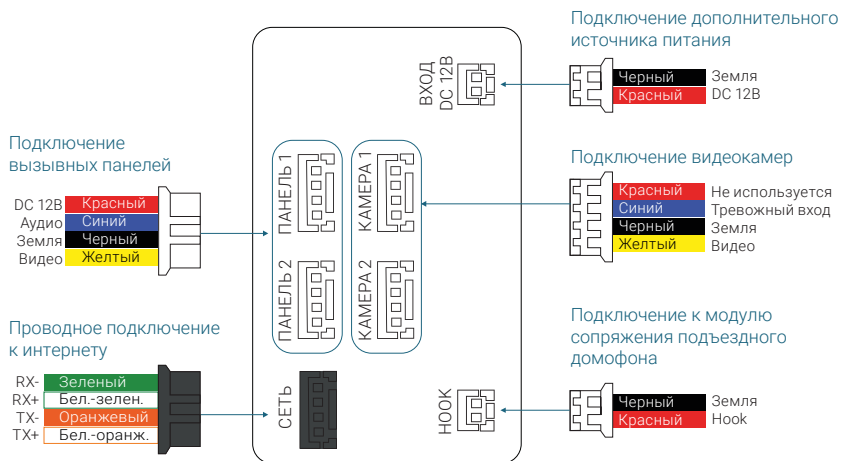 Подключение
вызывных панелей
DC 12В Красный
Аудио Синий
Земля Черный
Видео Желтый
Проводное подключение
к интернету
RX- Зеленый
RX+ Бел.-зелен.
TX- Оранжевый
TX+ Бел.-оранж.
ВХОД
DC 12В
ПАНЕЛЬ 1
КАМЕРА 1
ПАНЕЛЬ 2
КАМЕРА 2
СЕТЬ
HOOK
Подключение дополнительного
источника питания
Черный Земля
Красный DC 12В
Подключение видеокамер
Красный Не используется
Синий Тревожный вход
Черный Земля
Желтый Видео
Подключение к модулю
сопряжения подъездного
домофона
Черный Земля
Красный Hook